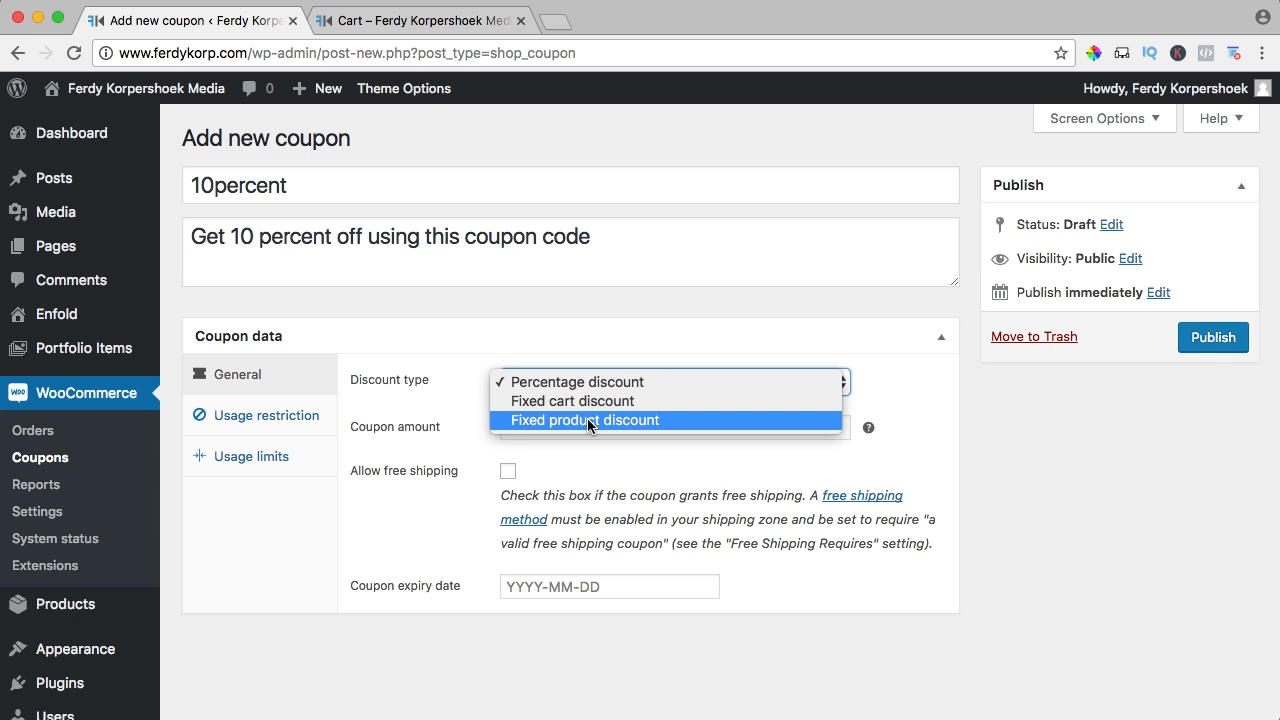 Add new coupon ‹ Ferdy Korpe
Cart – Ferdy Korpershoek Med
www.ferdykorp.com/wp-admin/post-new.php?post_type=shop_coupon
Ferdy Korpershoek Media
0
New
Theme Options
Howdy, Ferdy Korpershoek
Screen Options
Help
Dashboard
Posts
Media
Pages
Comments
Enfold
Portfolio Items
WooCommerce
Orders
Coupons
Reports
Settings
System status
Extensions
Products
Appearance
Plugins
Users
Add new coupon
10percent
Get 10 percent off using this coupon code
Coupon data
General
Usage restriction
Usage limits
Discount type
✓ Percentage discount
Fixed cart discount
Fixed product discount
Coupon amount
Allow free shipping
Check this box if the coupon grants free shipping. A free shipping
method must be enabled in your shipping zone and be set to require "a
valid free shipping coupon" (see the "Free Shipping Requires" setting).
Coupon expiry date
YYYY-MM-DD
Publish
Status: Draft Edit
Visibility: Public Edit
Publish immediately Edit
Move to Trash
Publish